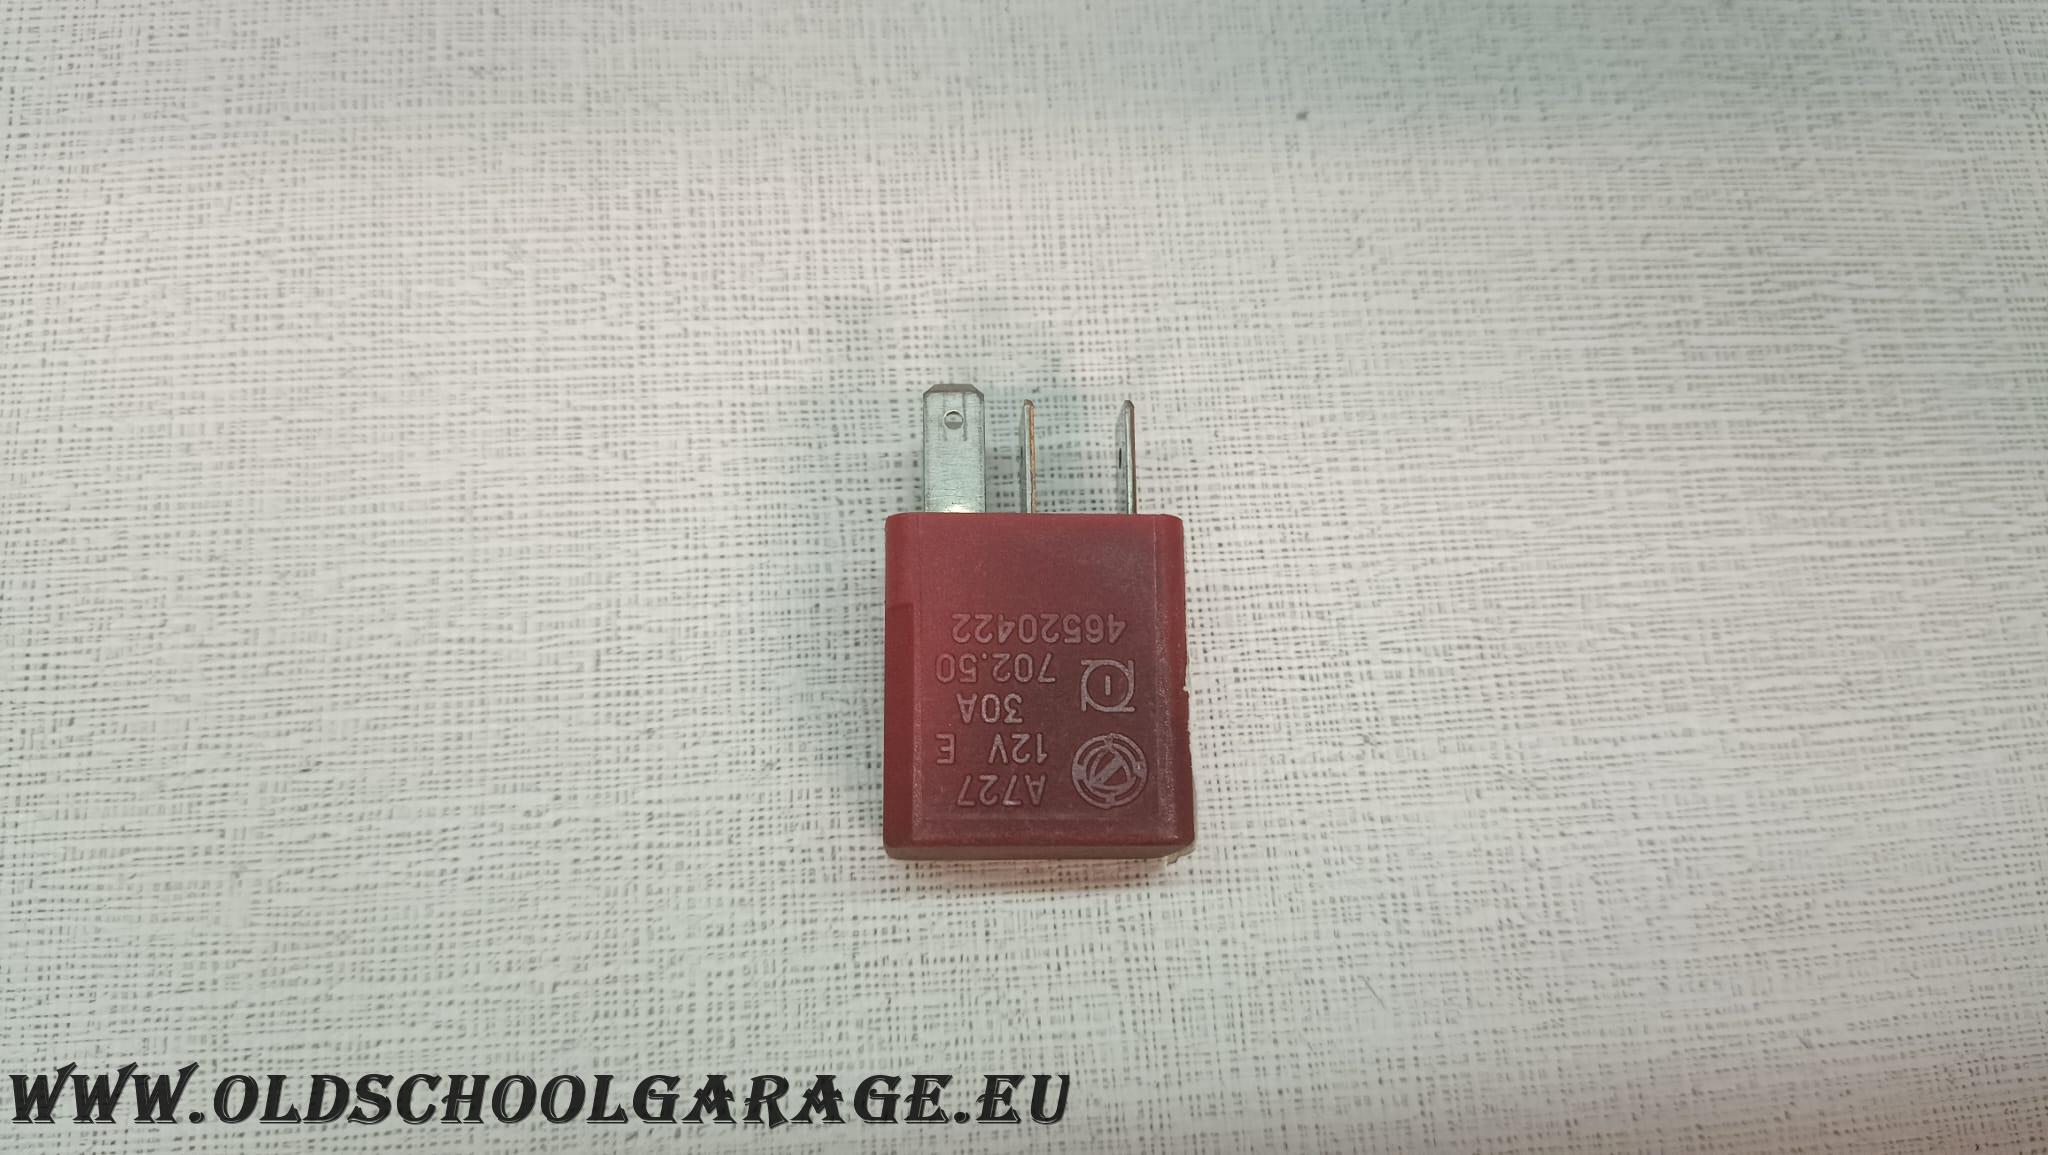 A727
12V E
30A
702.50
46520422
WWW.OLDSCHOOLGARAGE.EU